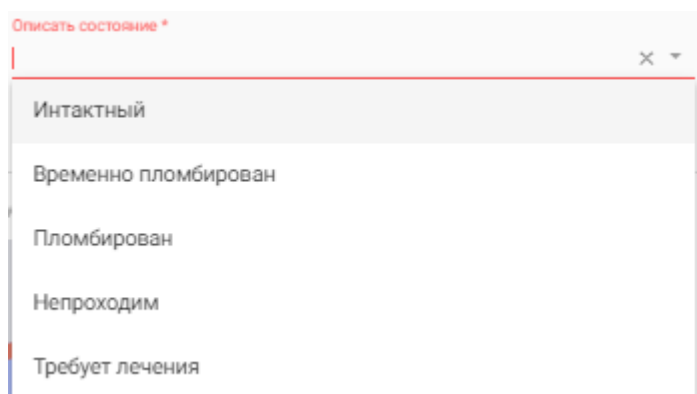 Описать состояние *
Интактный
Временно пломбирован
Пломбирован
Непроходим
Требует лечения